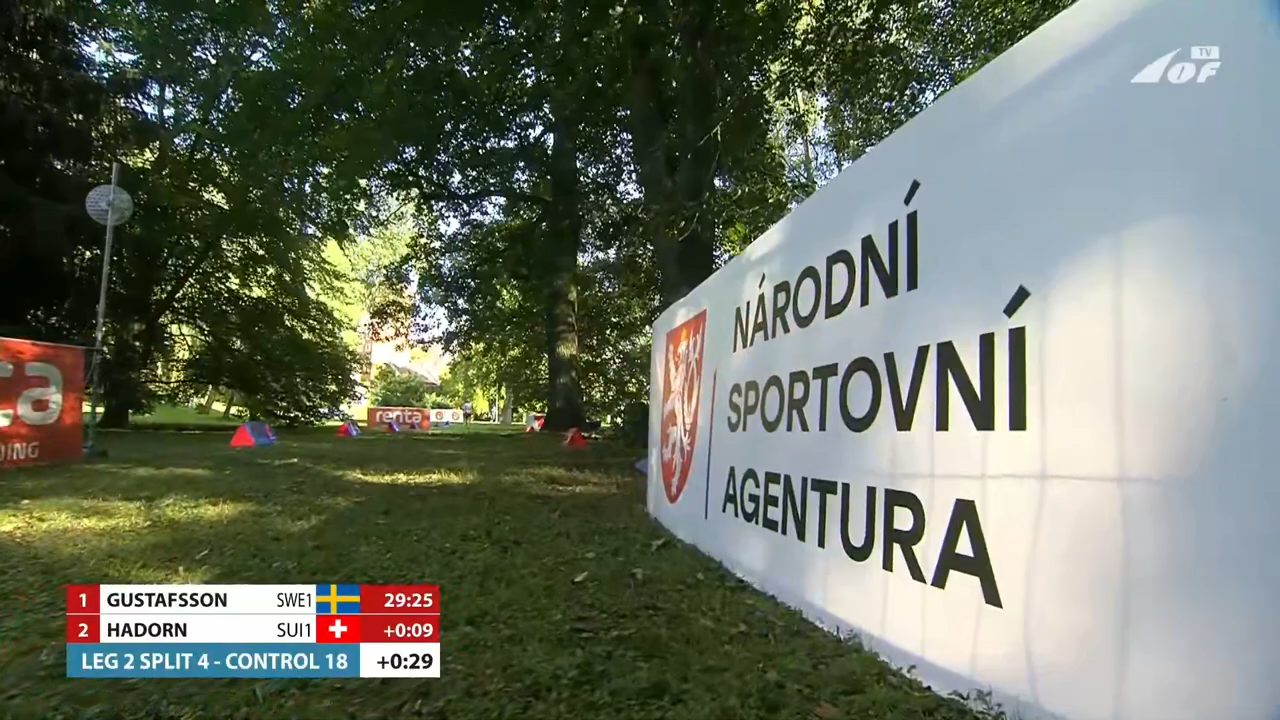 TV
OF
NÁRODNÍ
SPORTOVNÍ
AGENTURA
renta
1 GUSTAFSSON SWE1 29:25
2 HADORN SUI1 +0:09
LEG 2 SPLIT 4 - CONTROL 18 +0:29